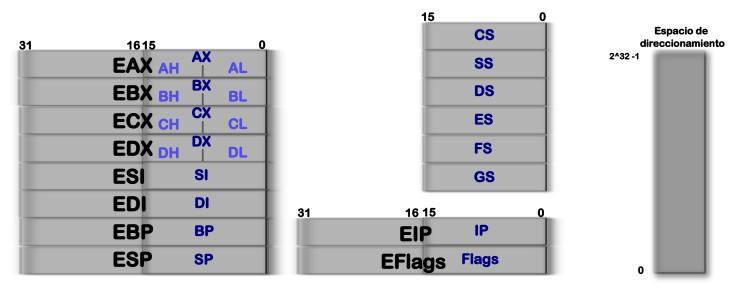 31 16 15 0
EAX AX AH AL
EBX BX BH BL
ECX CX CH CL
EDX DX DH DL
ESI SI
EDI DI
EBP BP
ESP SP
15 0
CS
SS
DS
ES
FS
GS
31 16 15 0
EIP IP
EFlags Flags
Espacio de
direccionamiento
2^32 -1
0